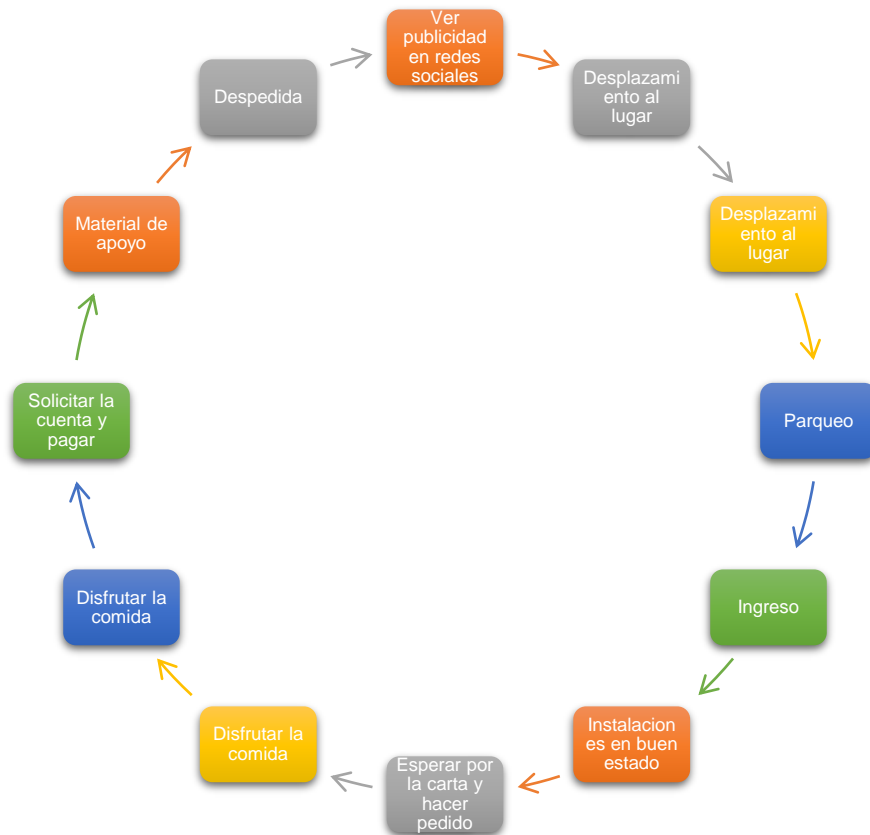 Ver
publicidad
en redes
sociales
Desplazami
ento al
lugar
Desplazami
ento al
lugar
Parqueo
Ingreso
Instalacion
es en buen
estado
Esperar por
la carta y
hacer
pedido
Disfrutar la
comida
Disfrutar la
comida
Solicitar la
cuenta y
pagar
Material de
apoyo
Despedida